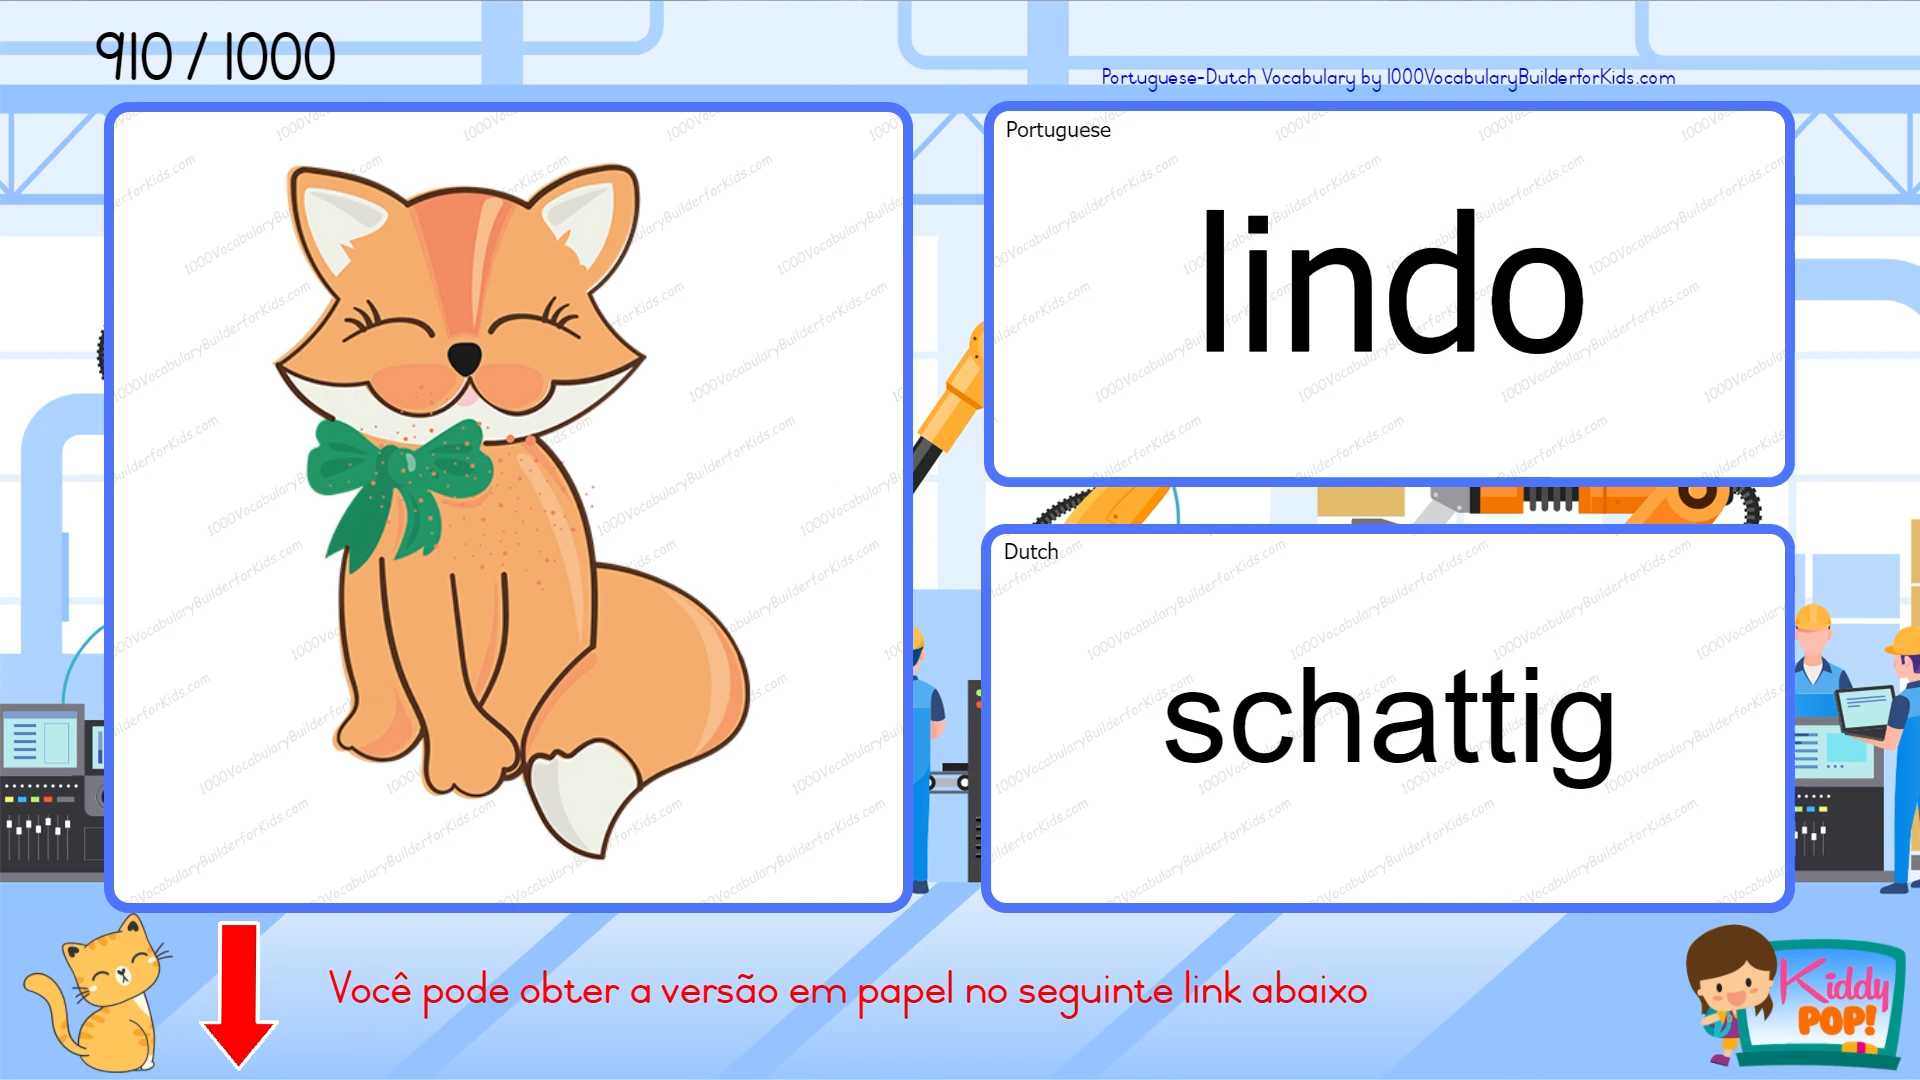 910 / 1000
Portuguese-Dutch Vocabulary by 1000VocabularyBuilderforKids.com
Portuguese
lindo
Dutch
schattig
Você pode obter a versão em papel no seguinte link abaixo
Kiddy
POP!